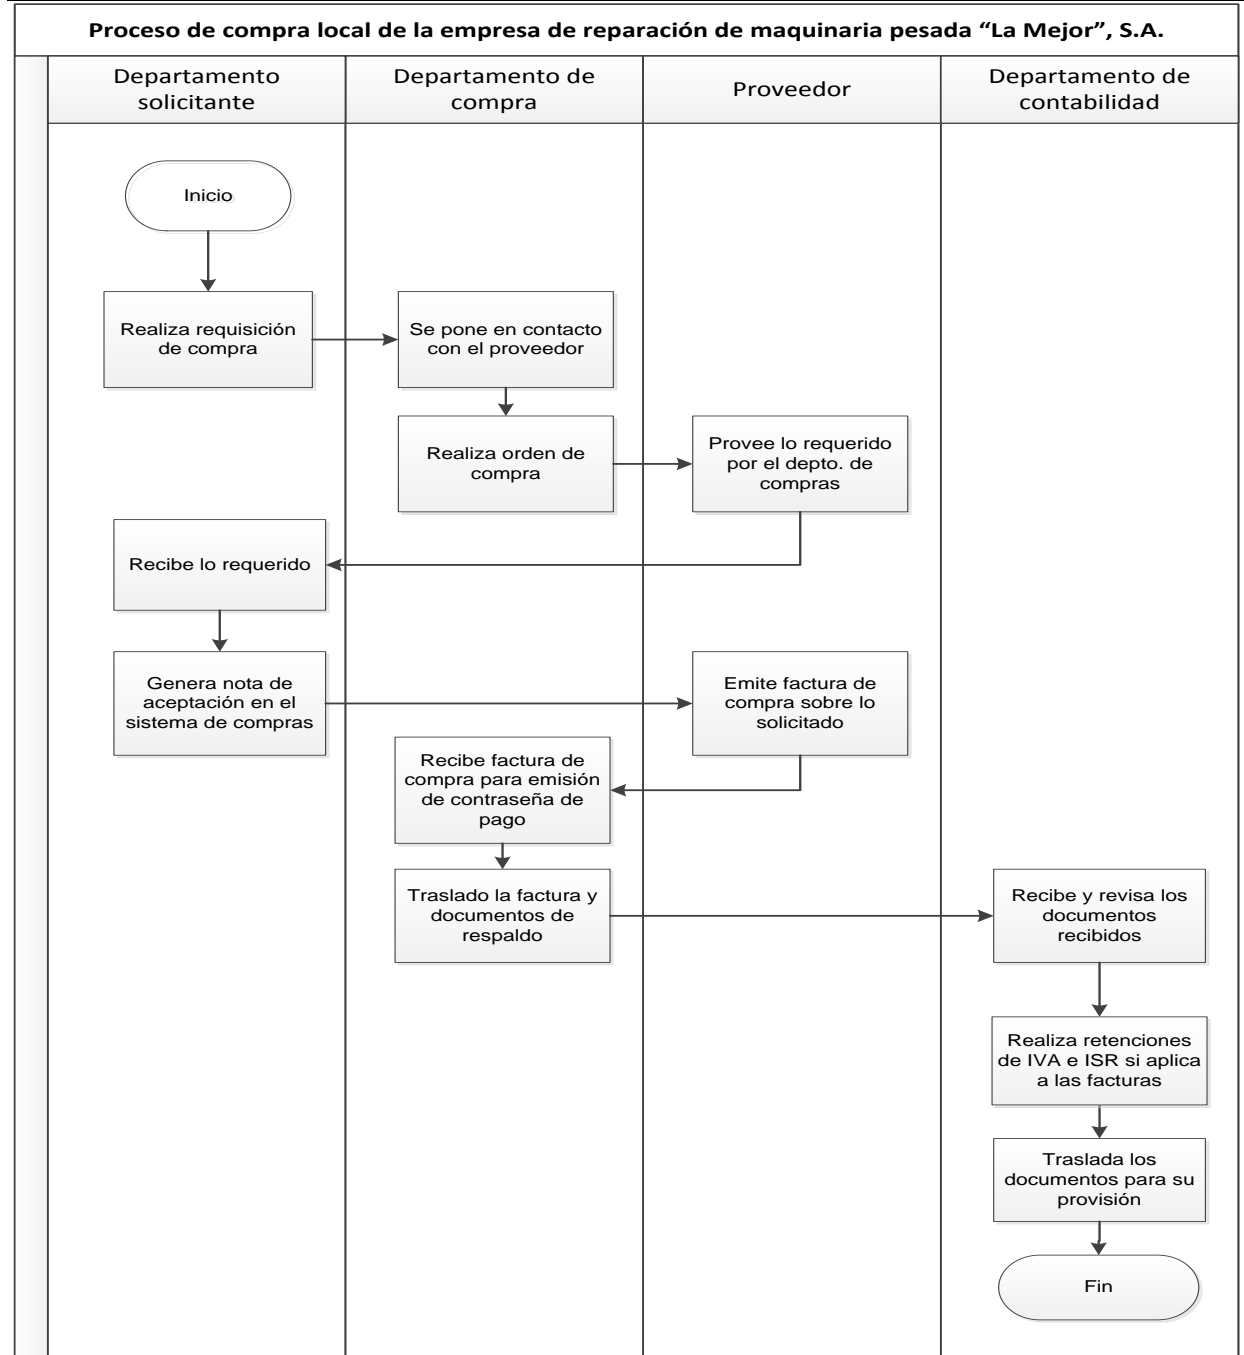 Proceso de compra local de la empresa de reparación de maquinaria pesada “La Mejor”, S.A.
Departamento
solicitante
Departamento de
compra
Proveedor
Departamento de
contabilidad
Inicio
Realiza requisición
de compra
Se pone en contacto
con el proveedor
Realiza orden de
compra
Provee lo requerido
por el depto. de
compras
Recibe lo requerido
Genera nota de
aceptación en el
sistema de compras
Emite factura de
compra sobre lo
solicitado
Recibe factura de
compra para emisión
de contraseña de
pago
Traslado la factura y
documentos de
respaldo
Recibe y revisa los
documentos
recibidos
Realiza retenciones
de IVA e ISR si aplica
a las facturas
Traslada los
documentos para su
provisión
Fin